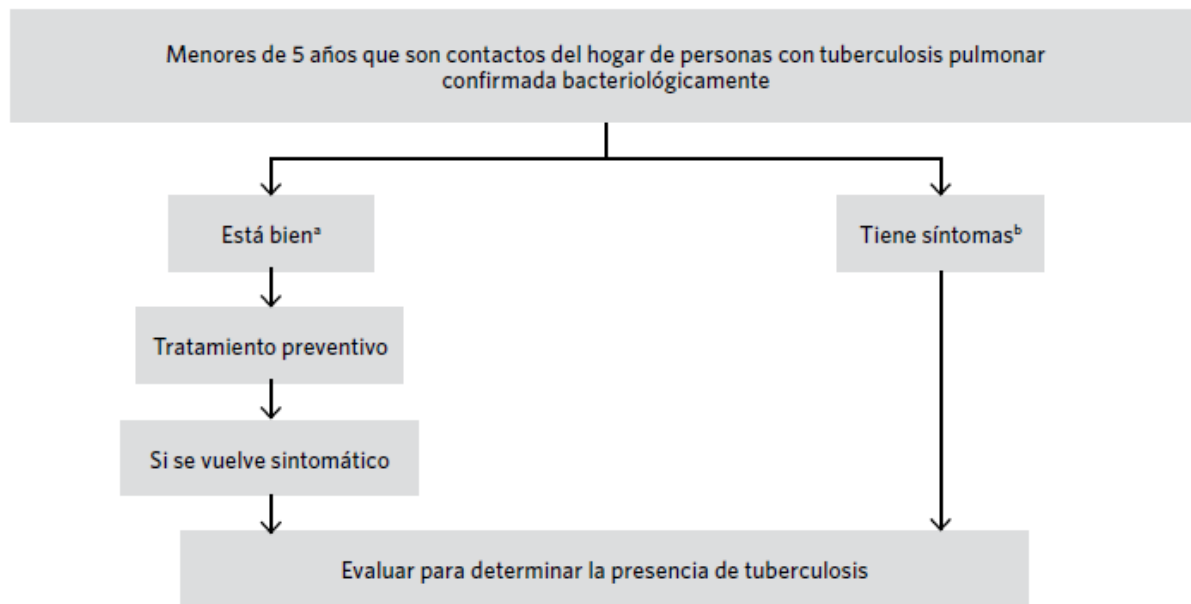 Menores de 5 años que son contactos del hogar de personas con tuberculosis pulmonar
confirmada bacteriológicamente
Está bienᵃ
Tiene síntomasᵇ
Tratamiento preventivo
Si se vuelve sintomático
Evaluar para determinar la presencia de tuberculosis